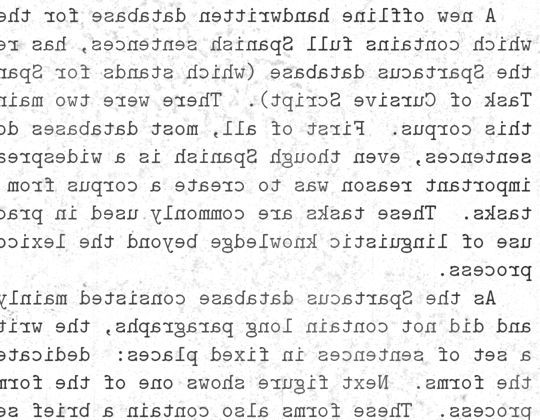 A new offline handwritten database for the
which contains full Spanish sentences, has re
the Spartacus database (which stands for Spar
Task of Cursive Script). There were two main
this corpus. First of all, most databases do
sentences, even though Spanish is a widesprea
important reason was to create a corpus from
tasks. These tasks are commonly used in prac
use of linguistic knowledge beyond the lexico
process.
As the Spartacus database consisted mainly
and did not contain long paragraphs, the writ
a set of sentences in fixed places: dedicate
the forms. Next figure shows one of the form
process. These forms also contain a brief se